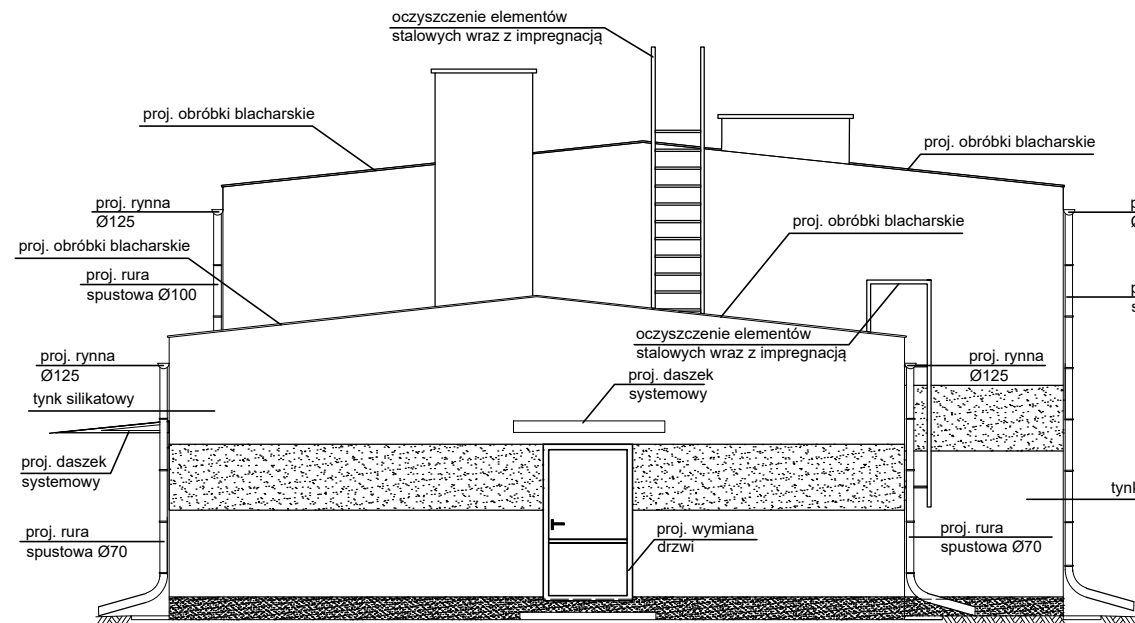 oczyszczenie elementów
stalowych wraz z impregnacją
proj. obróbki blacharskie
proj. obróbki blacharskie
proj. rynna
Ø125
p
Ø
proj. obróbki blacharskie
proj. obróbki blacharskie
proj. rura
spustowa Ø100
p
s
oczyszczenie elementów
stalowych wraz z impregnacją
proj. rynna
Ø125
proj. rynna
Ø125
proj. daszek
systemowy
tynk silikatowy
proj. daszek
systemowy
tynk
proj. rura
spustowa Ø70
proj. wymiana
drzwi
proj. rura
spustowa Ø70